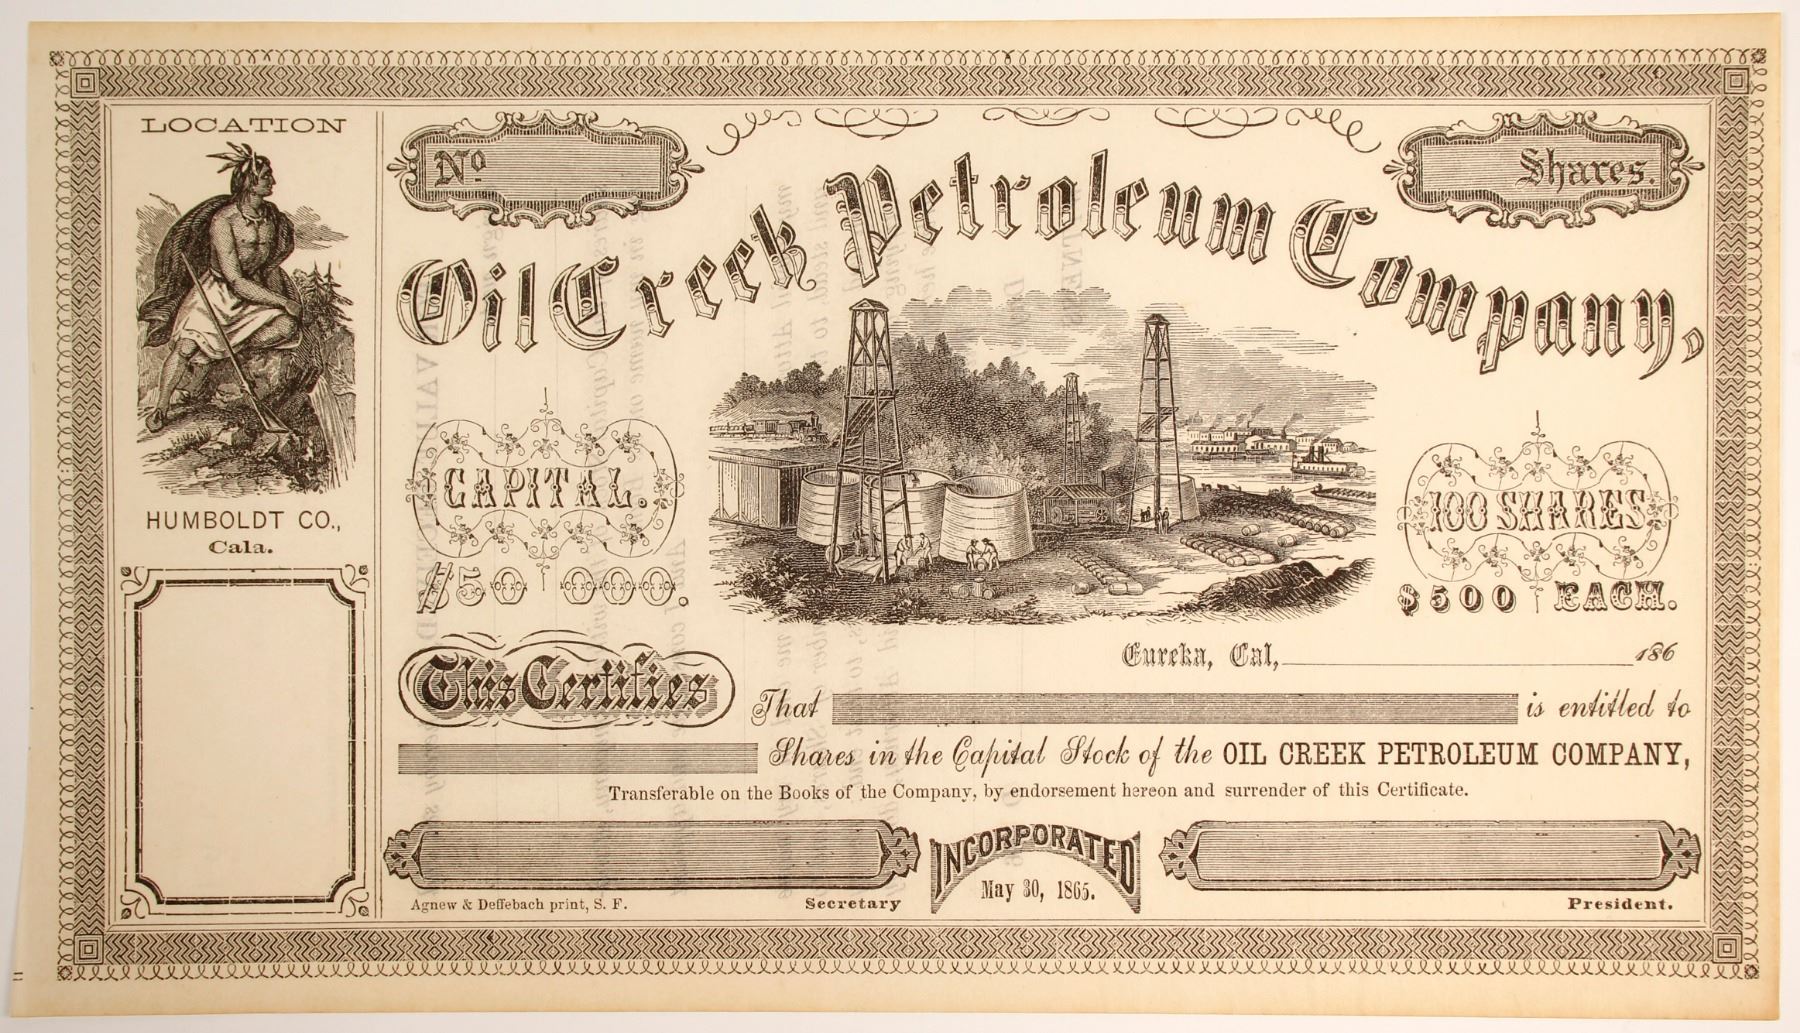 LOCATION
HUMBOLDT CO.,
Cala.
No
Shares.
Oil Creek Petroleum Company,
CAPITAL.
$50 000.
100 SHARES
$500 EACH.
Eureka, Cal, 186
This Certifies
That is entitled to
Shares in the Capital Stock of the OIL CREEK PETROLEUM COMPANY,
Transferable on the Books of the Company, by endorsement hereon and surrender of this Certificate.
INCORPORATED
May 30, 1865.
Agnew & Deffebach print, S. F.
Secretary
President.